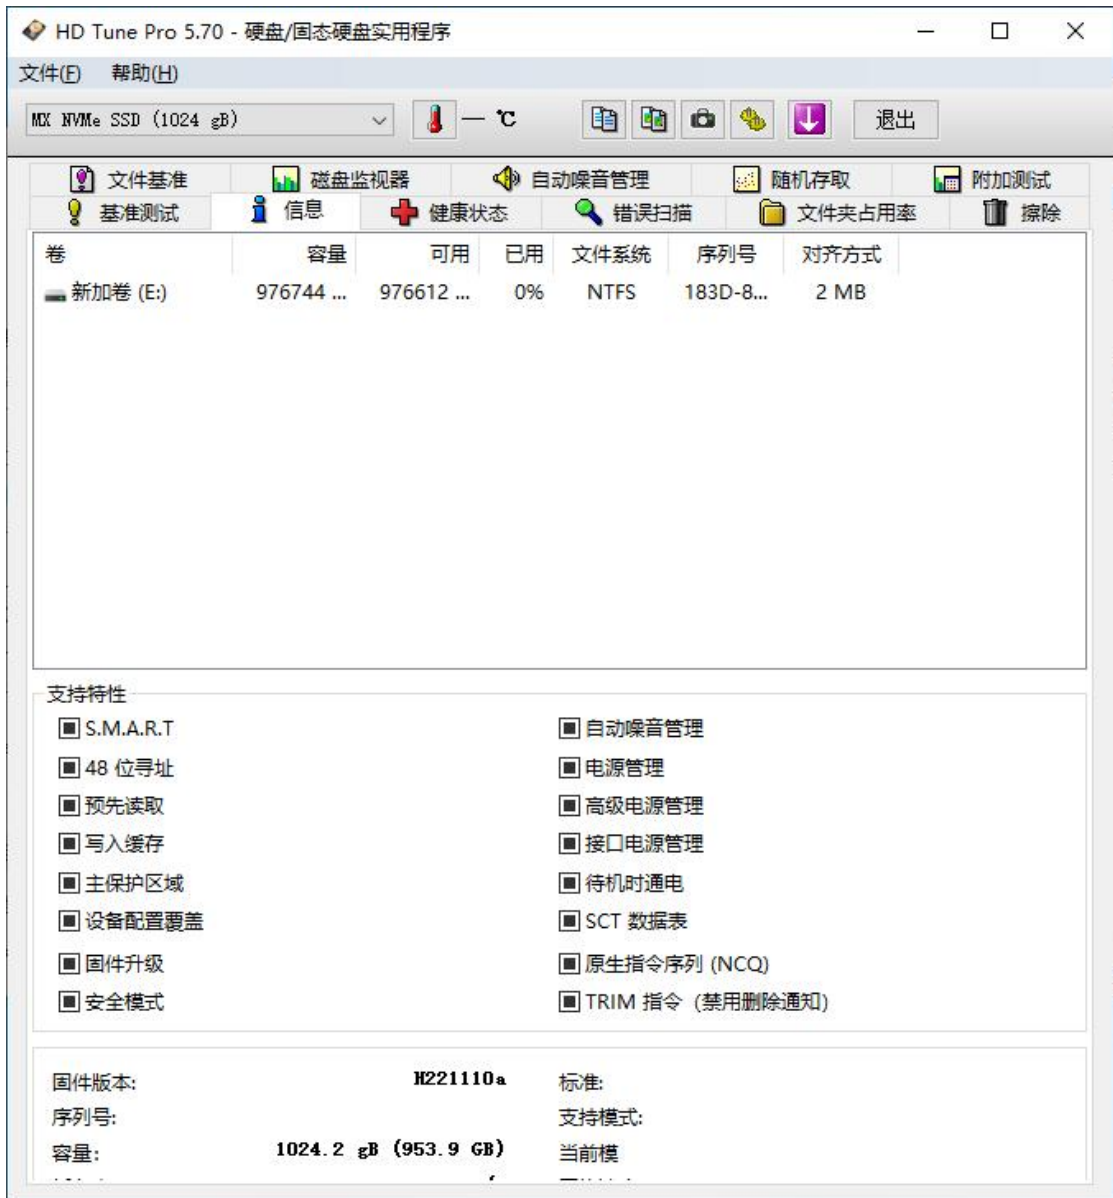 HD Tune Pro 5.70 - 硬盘/固态硬盘实用程序
文件(F) 帮助(H)
MX NVMe SSD (1024 gB) — ℃ 退出
文件基准 磁盘监视器 自动噪音管理 随机存取 附加测试
基准测试 信息 健康状态 错误扫描 文件夹占用率 擦除
卷 容量 可用 已用 文件系统 序列号 对齐方式
新加卷 (E:) 976744 ... 976612 ... 0% NTFS 183D-8... 2 MB
支持特性
S.M.A.R.T 自动噪音管理
48 位寻址 电源管理
预先读取 高级电源管理
写入缓存 接口电源管理
主保护区域 待机时通电
设备配置覆盖 SCT 数据表
固件升级 原生指令序列 (NCQ)
安全模式 TRIM 指令 (禁用删除通知)
固件版本: H221110a 标准:
序列号: 支持模式:
容量: 1024.2 gB (953.9 GB) 当前模